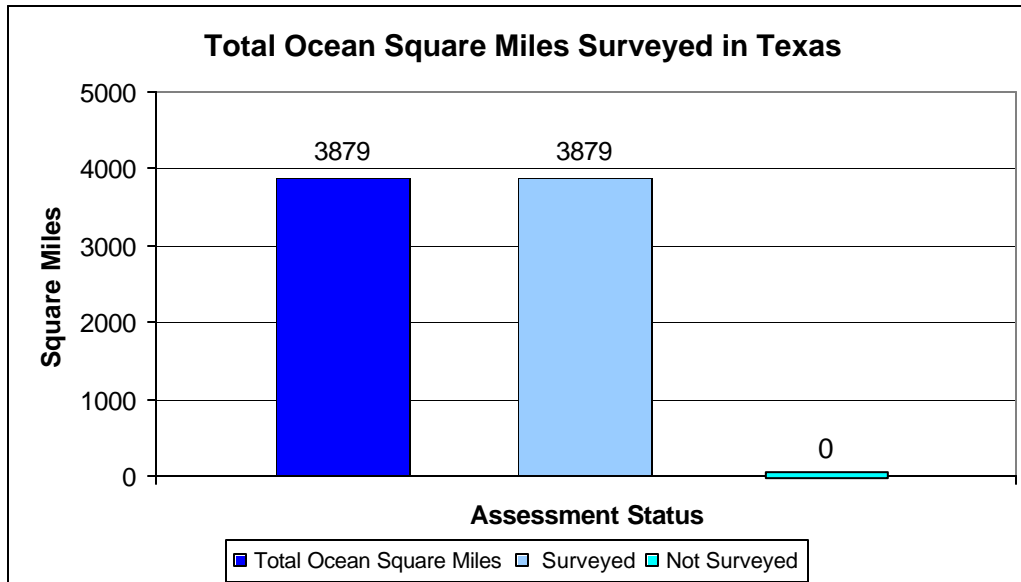 Total Ocean Square Miles Surveyed in Texas
Square Miles
5000
4000
3000
2000
1000
0
3879
3879
0
Assessment Status
Total Ocean Square Miles
Surveyed
Not Surveyed